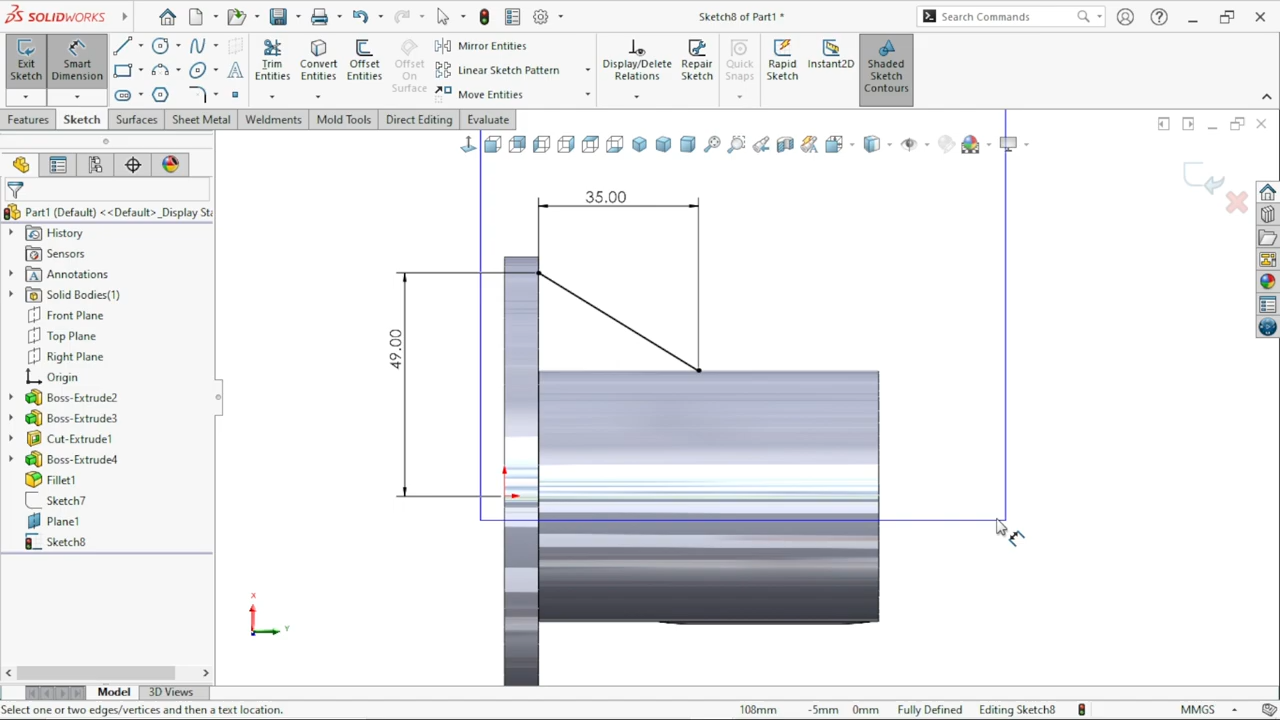 SOLIDWORKS
Sketch8 of Part1 *
Search Commands
Exit Sketch
Smart Dimension
Trim Entities
Convert Entities
Offset Entities
Offset On Surface
Mirror Entities
Linear Sketch Pattern
Move Entities
Display/Delete Relations
Repair Sketch
Quick Snaps
Rapid Sketch
Instant2D
Shaded Sketch Contours
Features
Sketch
Surfaces
Sheet Metal
Weldments
Mold Tools
Direct Editing
Evaluate
Part1 (Default) <<Default>_Display Sta
History
Sensors
Annotations
Solid Bodies(1)
Front Plane
Top Plane
Right Plane
Origin
Boss-Extrude2
Boss-Extrude3
Cut-Extrude1
Boss-Extrude4
Fillet1
Sketch7
Plane1
Sketch8
35.00
49.00
X
Y
Model
3D Views
Select one or two edges/vertices and then a text location.
108mm
-5mm
0mm
Fully Defined
Editing Sketch8
MMGS